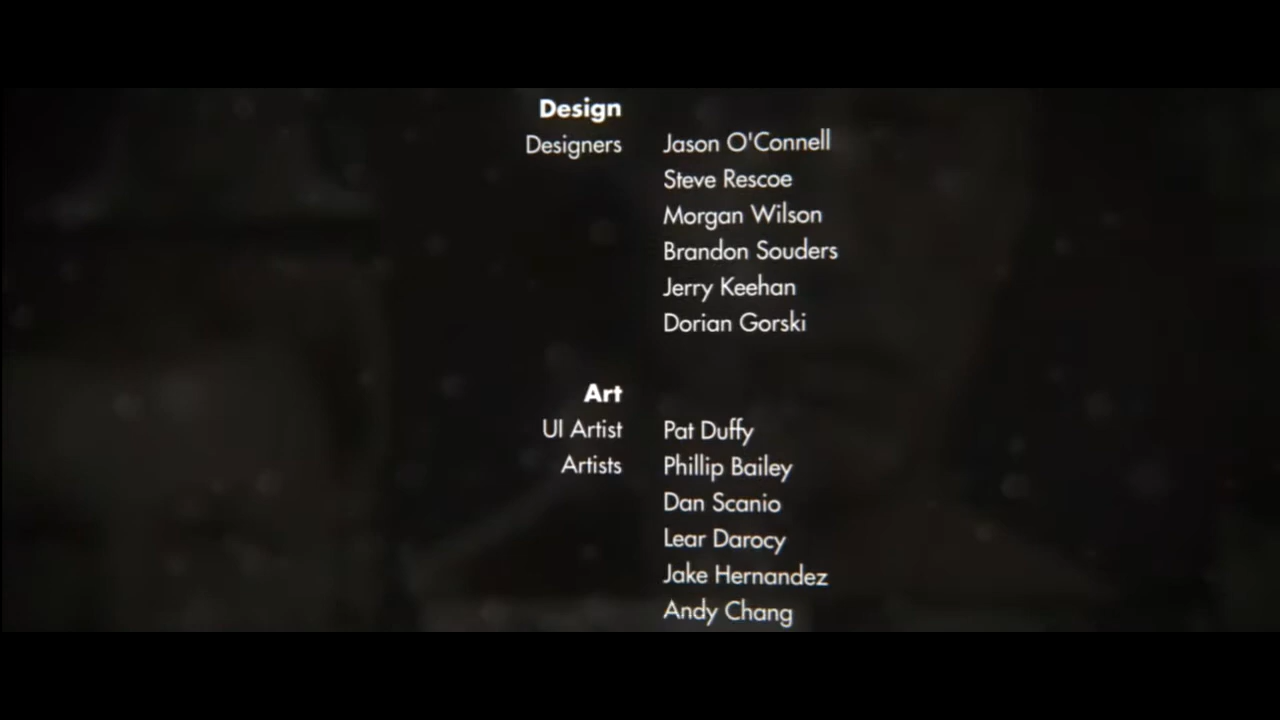 Design
Designers Jason O'Connell
Steve Rescoe
Morgan Wilson
Brandon Souders
Jerry Keehan
Dorian Gorski
Art
UI Artist Pat Duffy
Artists Phillip Bailey
Dan Scanio
Lear Darocy
Jake Hernandez
Andy Chang